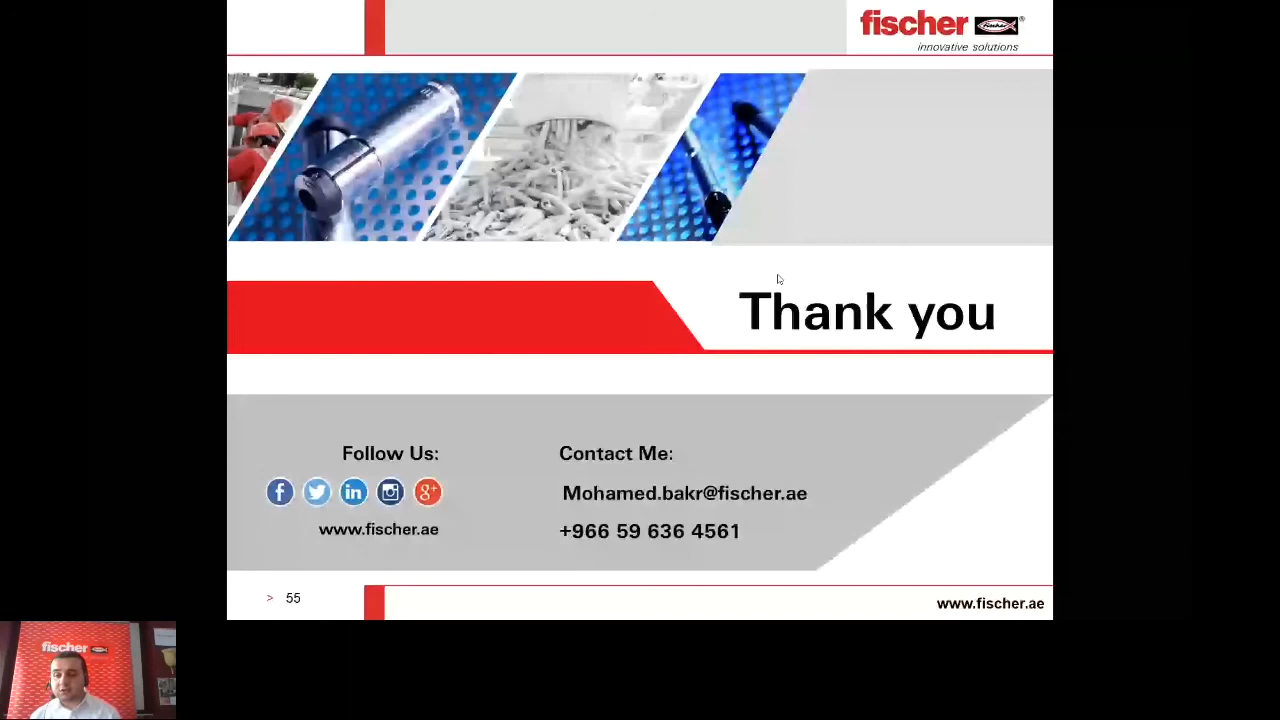 fischer
innovative solutions
Thank you
Follow Us:
www.fischer.ae
Contact Me:
Mohamed.bakr@fischer.ae
+966 59 636 4561
> 55
www.fischer.ae
fischer